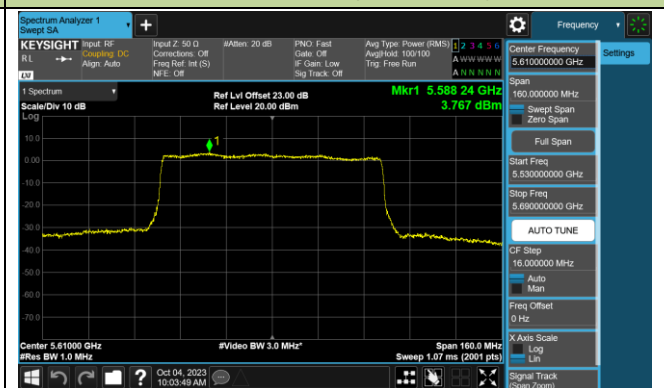 Spectrum Analyzer 1
Swept SA
+
Frequency
KEYSIGHT
Input: RF
Coupling: DC
Align: Auto
Input Z: 50 Ω
Corrections: Off
Freq Ref: Int (S)
NFE: Off
#Atten: 20 dB
PNO: Fast
Gate: Off
IF Gain: Low
Sig Track: Off
Avg Type: Power (RMS)
Avg|Hold: 100/100
Trig: Free Run
1 2 3 4 5 6
A W W W W W
A N N N N N
RL
LVI
Center Frequency
5.610000000 GHz
Settings
Span
160.000000 MHz
Swept Span
Zero Span
Full Span
Start Freq
5.530000000 GHz
Stop Freq
5.690000000 GHz
AUTO TUNE
CF Step
16.000000 MHz
Auto
Man
Freq Offset
0 Hz
X Axis Scale
Log
Lin
Signal Track
(Span Zoom)
1 Spectrum
Scale/Div 10 dB
Log
Ref Lvl Offset 23.00 dB
Ref Level 20.00 dBm
Mkr1 5.588 24 GHz
3.767 dBm
1
10.0
0.00
-10.0
-20.0
-30.0
-40.0
-50.0
-60.0
-70.0
Center 5.61000 GHz
#Res BW 1.0 MHz
#Video BW 3.0 MHz*
Span 160.0 MHz
Sweep 1.07 ms (2001 pts)
?
Oct 04, 2023
10:03:49 AM